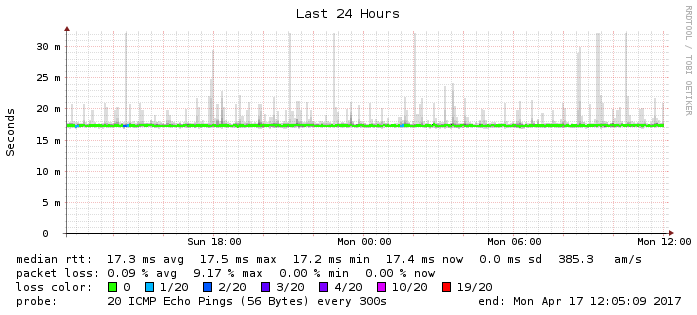 Last 24 Hours
RRDTOOL / TOBI OETIKER
Seconds
30 m
25 m
20 m
15 m
10 m
5 m
0
Sun 18:00 Mon 00:00 Mon 06:00 Mon 12:00
median rtt: 17.3 ms avg 17.5 ms max 17.2 ms min 17.4 ms now 0.0 ms sd 385.3 am/s
packet loss: 0.09 % avg 9.17 % max 0.00 % min 0.00 % now
loss color: 0 1/20 2/20 3/20 4/20 10/20 19/20
probe: 20 ICMP Echo Pings (56 Bytes) every 300s end: Mon Apr 17 12:05:09 2017